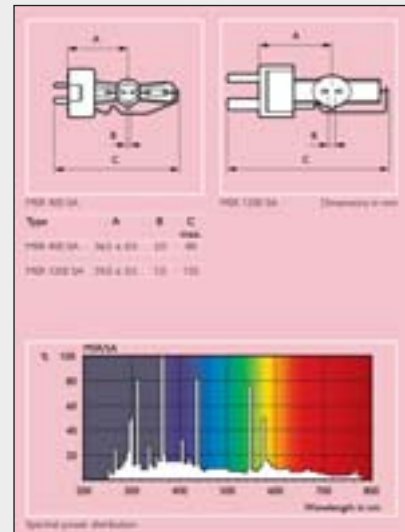 A
B
C
A
B
C
MSR 400 SA
MSR 1200 SA
Dimensions in mm
Type A B C
max.
MSR 400 SA
MSR 1200 SA
MSR/SA
%
100
80
60
40
20
200 300 400 500 600 700 800
Wavelength in nm
Spectral power distribution